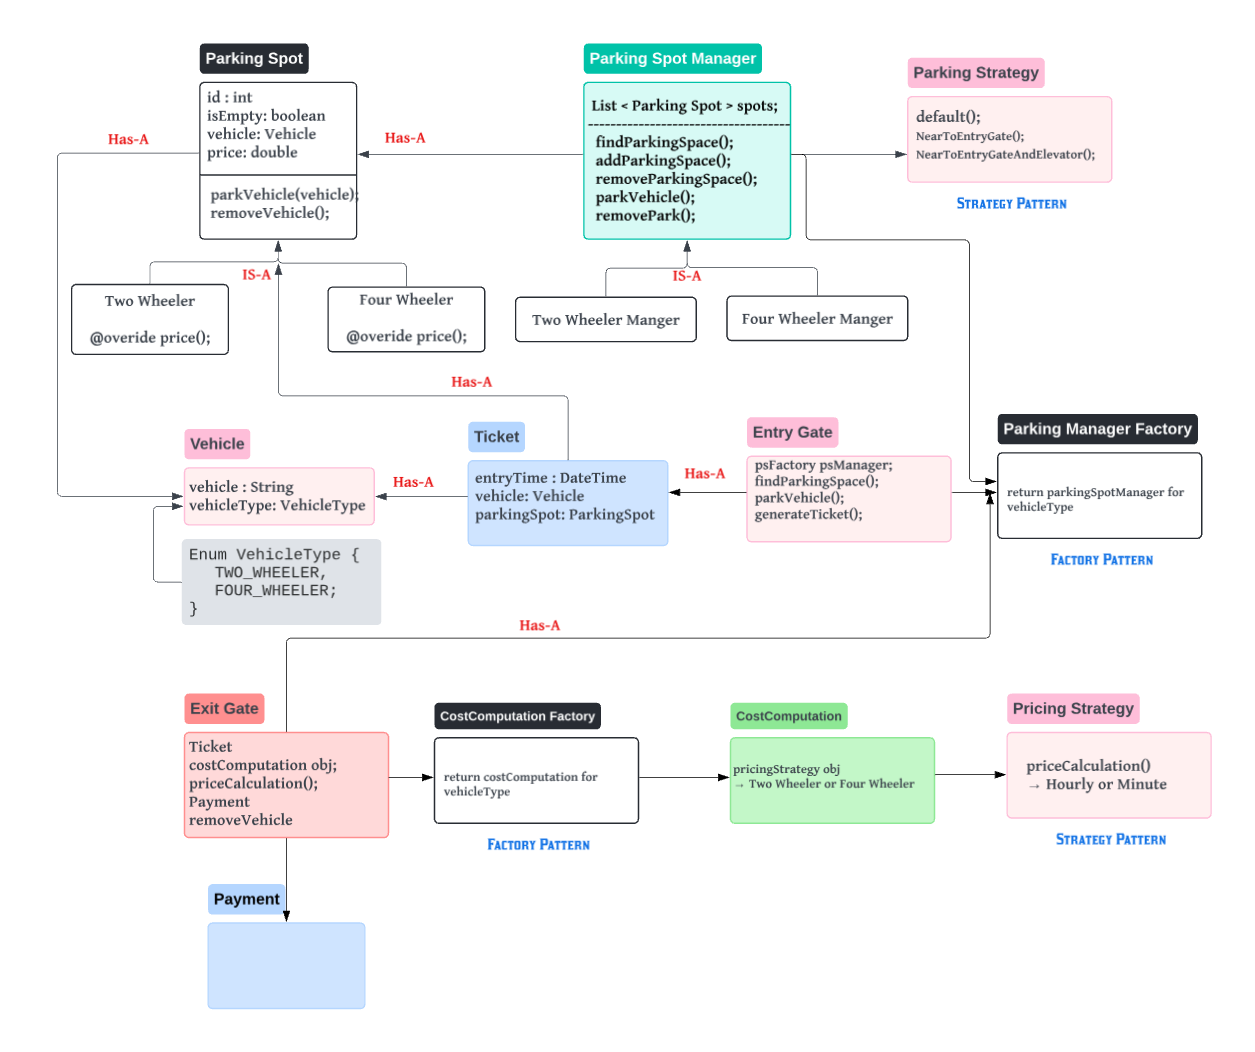 Parking Spot
id : int
isEmpty: boolean
vehicle: Vehicle
price: double
parkVehicle(vehicle);
removeVehicle();
Has-A
Has-A
Parking Spot Manager
List < Parking Spot > spots;
findParkingSpace();
addParkingSpace();
removeParkingSpace();
parkVehicle();
removePark();
Parking Strategy
default();
NearToEntryGate();
NearToEntryGateAndElevator();
Strategy Pattern
IS-A
Two Wheeler
@overide price();
Four Wheeler
@overide price();
IS-A
Two Wheeler Manger
Four Wheeler Manger
Has-A
Vehicle
vehicle : String
vehicleType: VehicleType
Enum VehicleType {
TWO_WHEELER,
FOUR_WHEELER;
}
Has-A
Ticket
entryTime : DateTime
vehicle: Vehicle
parkingSpot: ParkingSpot
Has-A
Entry Gate
psFactory psManager;
findParkingSpace();
parkVehicle();
generateTicket();
Parking Manager Factory
return parkingSpotManager for
vehicleType
Factory Pattern
Has-A
Exit Gate
Ticket
costComputation obj;
priceCalculation();
Payment
removeVehicle
CostComputation Factory
return costComputation for
vehicleType
Factory Pattern
CostComputation
pricingStrategy obj
→ Two Wheeler or Four Wheeler
Pricing Strategy
priceCalculation()
→ Hourly or Minute
Strategy Pattern
Payment